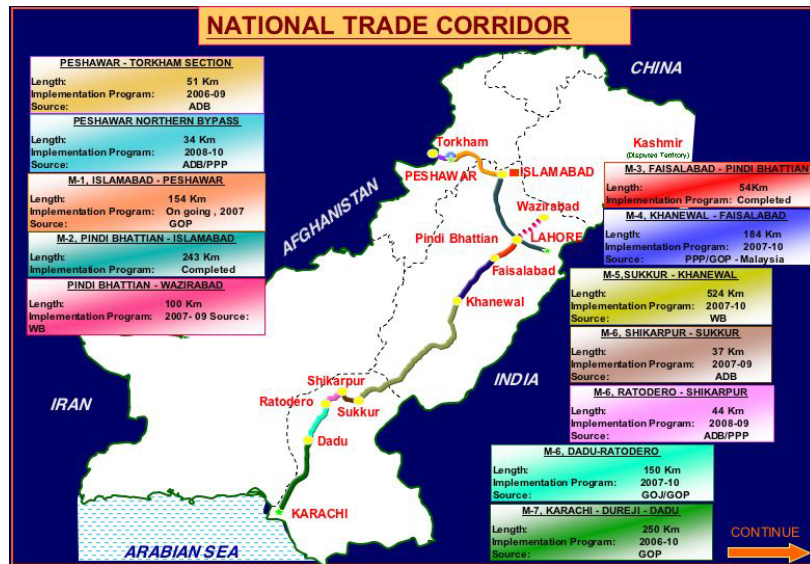 NATIONAL TRADE CORRIDOR
PESHAWAR - TORKHAM SECTION
Length: 51 Km
Implementation Program: 2006-09
Source: ADB
PESHAWAR NORTHERN BYPASS
Length: 34 Km
Implementation Program: 2008-10
Source: ADB/PPP
M-1, ISLAMABAD - PESHAWAR
Length: 154 Km
Implementation Program: On going , 2007
Source: GOP
M-2, PINDI BHATTIAN - ISLAMABAD
Length: 243 Km
Implementation Program: Completed
PINDI BHATTIAN - WAZIRABAD
Length: 100 Km
Implementation Program: 2007- 09 Source:
WB
CHINA
Kashmir
(Disputed Territory)
Torkham
PESHAWAR
ISLAMABAD
AFGHANISTAN
Wazirabad
Pindi Bhattian
LAHORE
Faisalabad
Khanewal
Shikarpur
Ratodero
Sukkur
INDIA
IRAN
Dadu
KARACHI
ARABIAN SEA
M-3, FAISALABAD - PINDI BHATTIAN
Length: 54Km
Implementation Program: Completed
M-4, KHANEWAL - FAISALABAD
Length: 184 Km
Implementation Program: 2007-10
Source: PPP/GOP - Malaysia
M-5,SUKKUR - KHANEWAL
Length: 524 Km
Implementation Program: 2007-10
Source: WB
M-6, SHIKARPUR - SUKKUR
Length: 37 Km
Implementation Program: 2007-09
Source: ADB
M-6, RATODERO - SHIKARPUR
Length: 44 Km
Implementation Program: 2008-09
Source: ADB/PPP
M-6, DADU-RATODERO
Length: 150 Km
Implementation Program: 2007-10
Source: GOJ/GOP
M-7, KARACHI - DUREJI - DADU
Length: 250 Km
Implementation Program: 2006-10
Source: GOP
CONTINUE